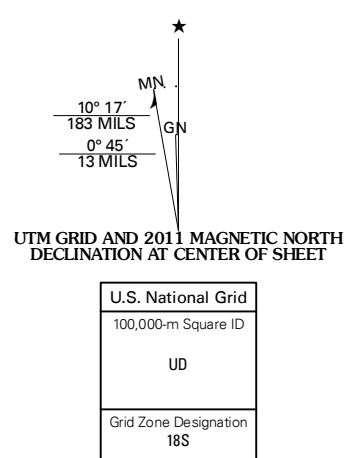 ★
MN
10° 17´
183 MILS
GN
0° 45´
13 MILS
UTM GRID AND 2011 MAGNETIC NORTH
DECLINATION AT CENTER OF SHEET
U.S. National Grid
100,000-m Square ID
UD
Grid Zone Designation
18S